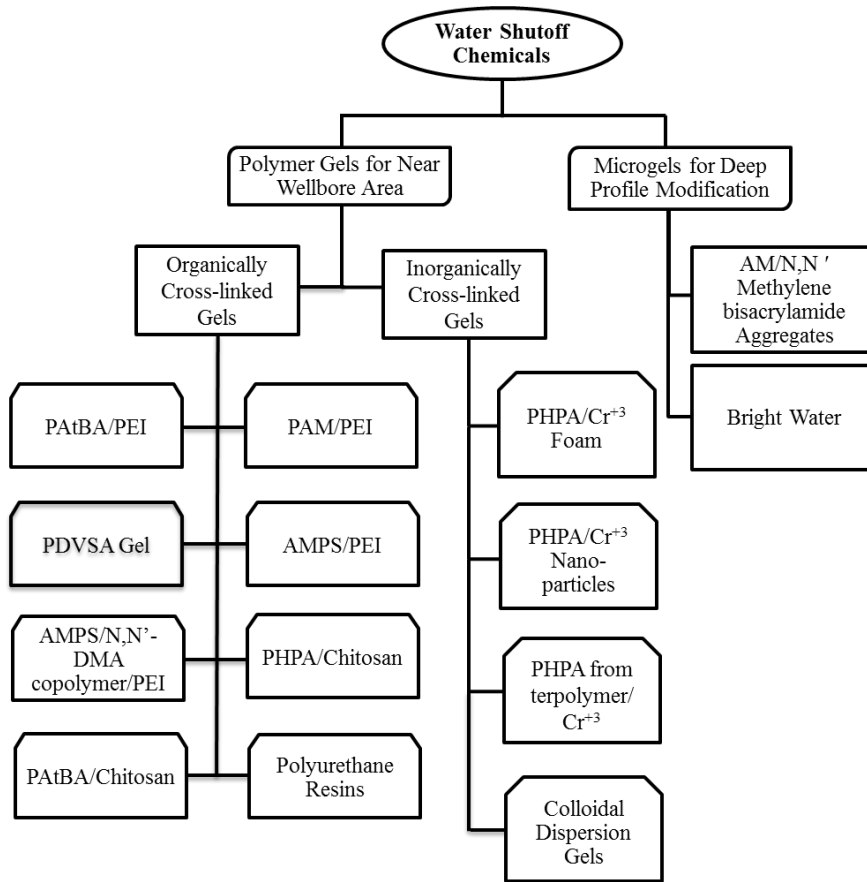 Water Shutoff
Chemicals
Polymer Gels for Near
Wellbore Area
Microgels for Deep
Profile Modification
Organically
Cross-linked
Gels
Inorganically
Cross-linked
Gels
AM/N,N ′
Methylene
bisacrylamide
Aggregates
Bright Water
PAtBA/PEI
PAM/PEI
PDVSA Gel
AMPS/PEI
AMPS/N,N’-
DMA
copolymer/PEI
PHPA/Chitosan
PAtBA/Chitosan
Polyurethane
Resins
PHPA/Cr⁺³
Foam
PHPA/Cr⁺³
Nano-
particles
PHPA from
terpolymer/
Cr⁺³
Colloidal
Dispersion
Gels